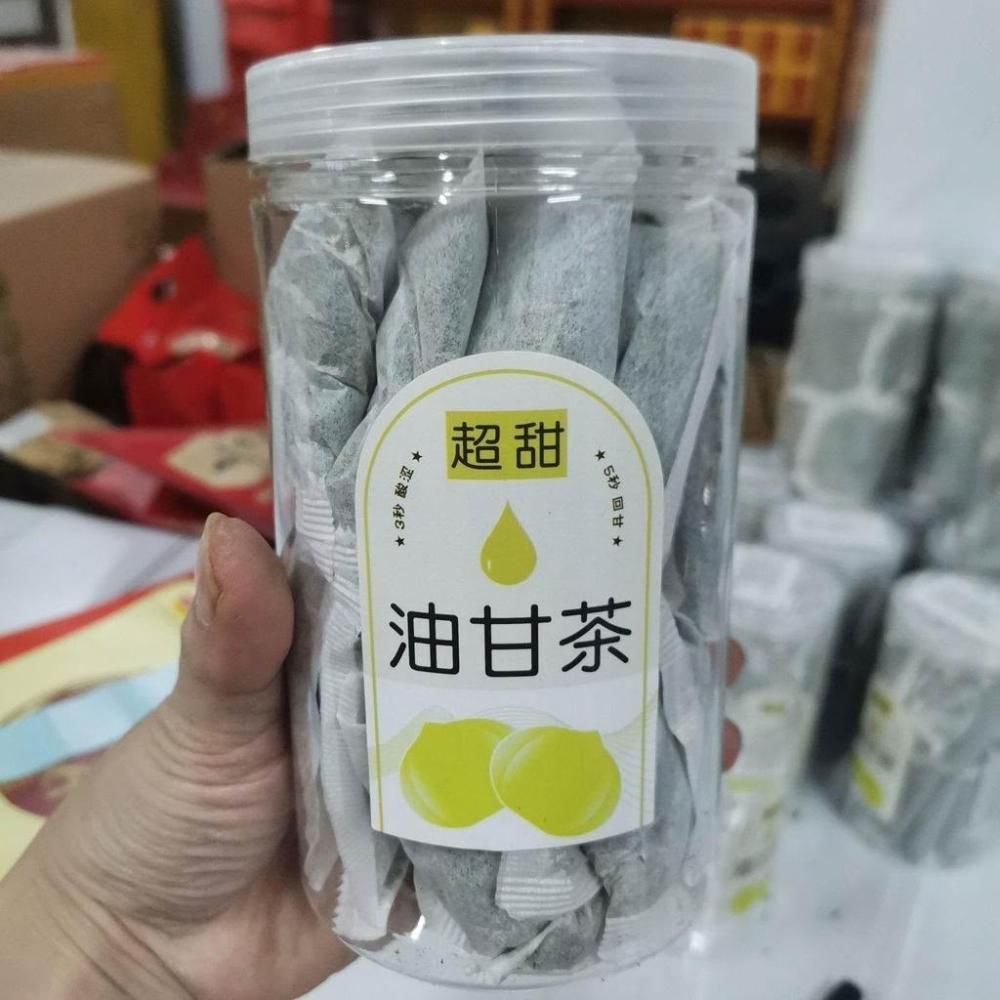 超甜
★ 3秒 酸涩 ★
★ 5秒 回甘 ★
油甘茶